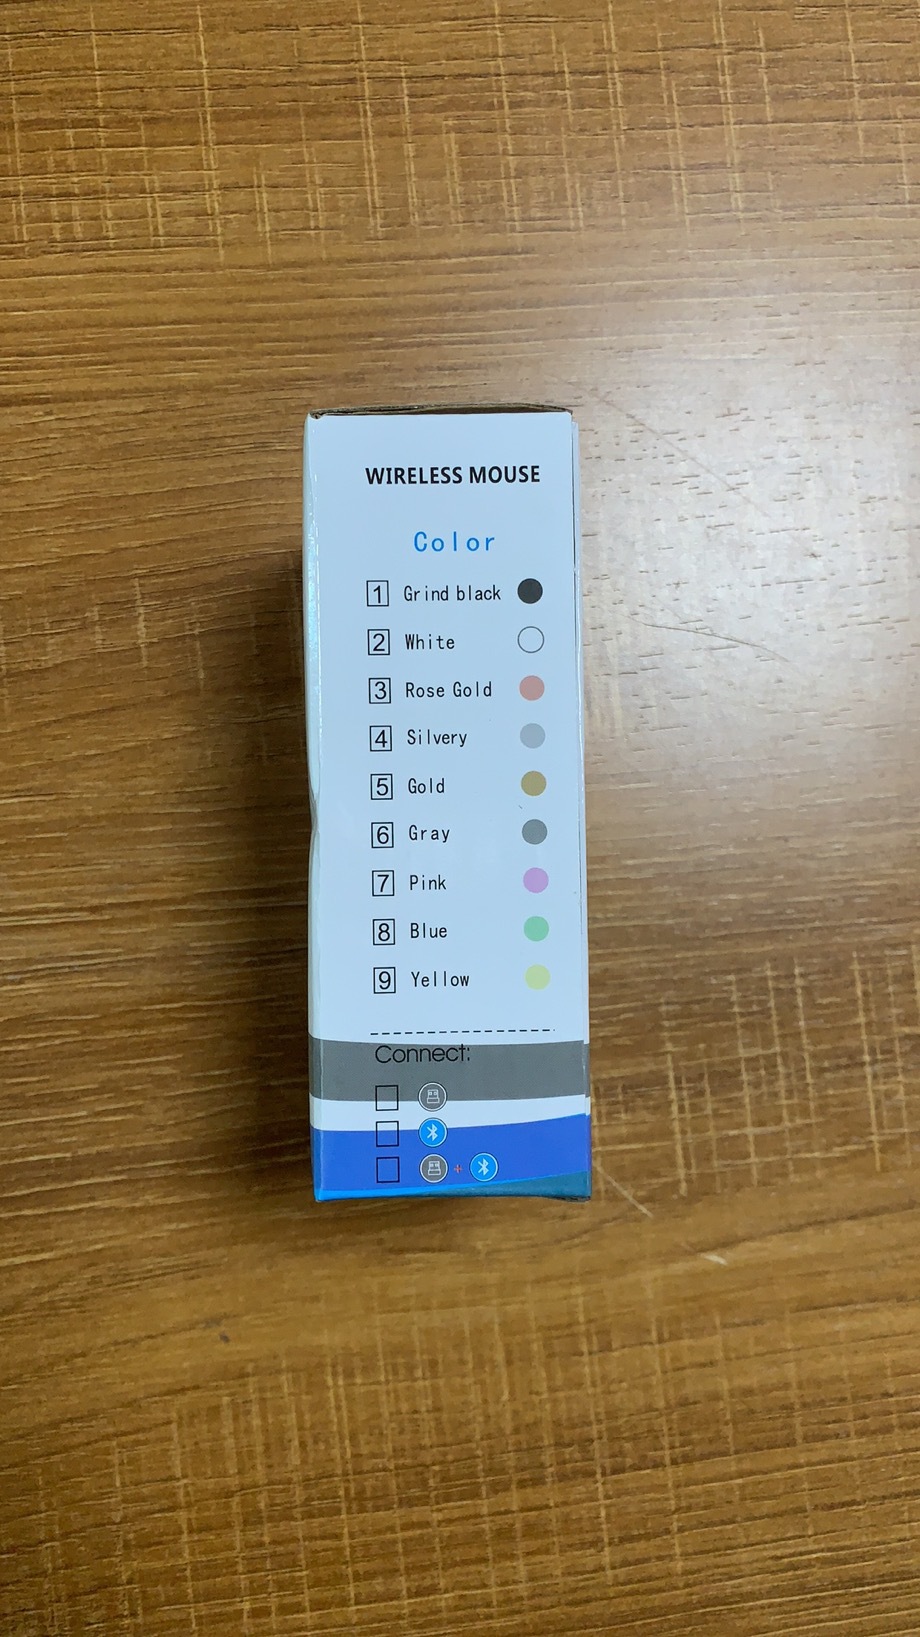 WIRELESS MOUSE
Color
1 Grind black
2 White
3 Rose Gold
4 Silvery
5 Gold
6 Gray
7 Pink
8 Blue
9 Yellow
Connect:
+